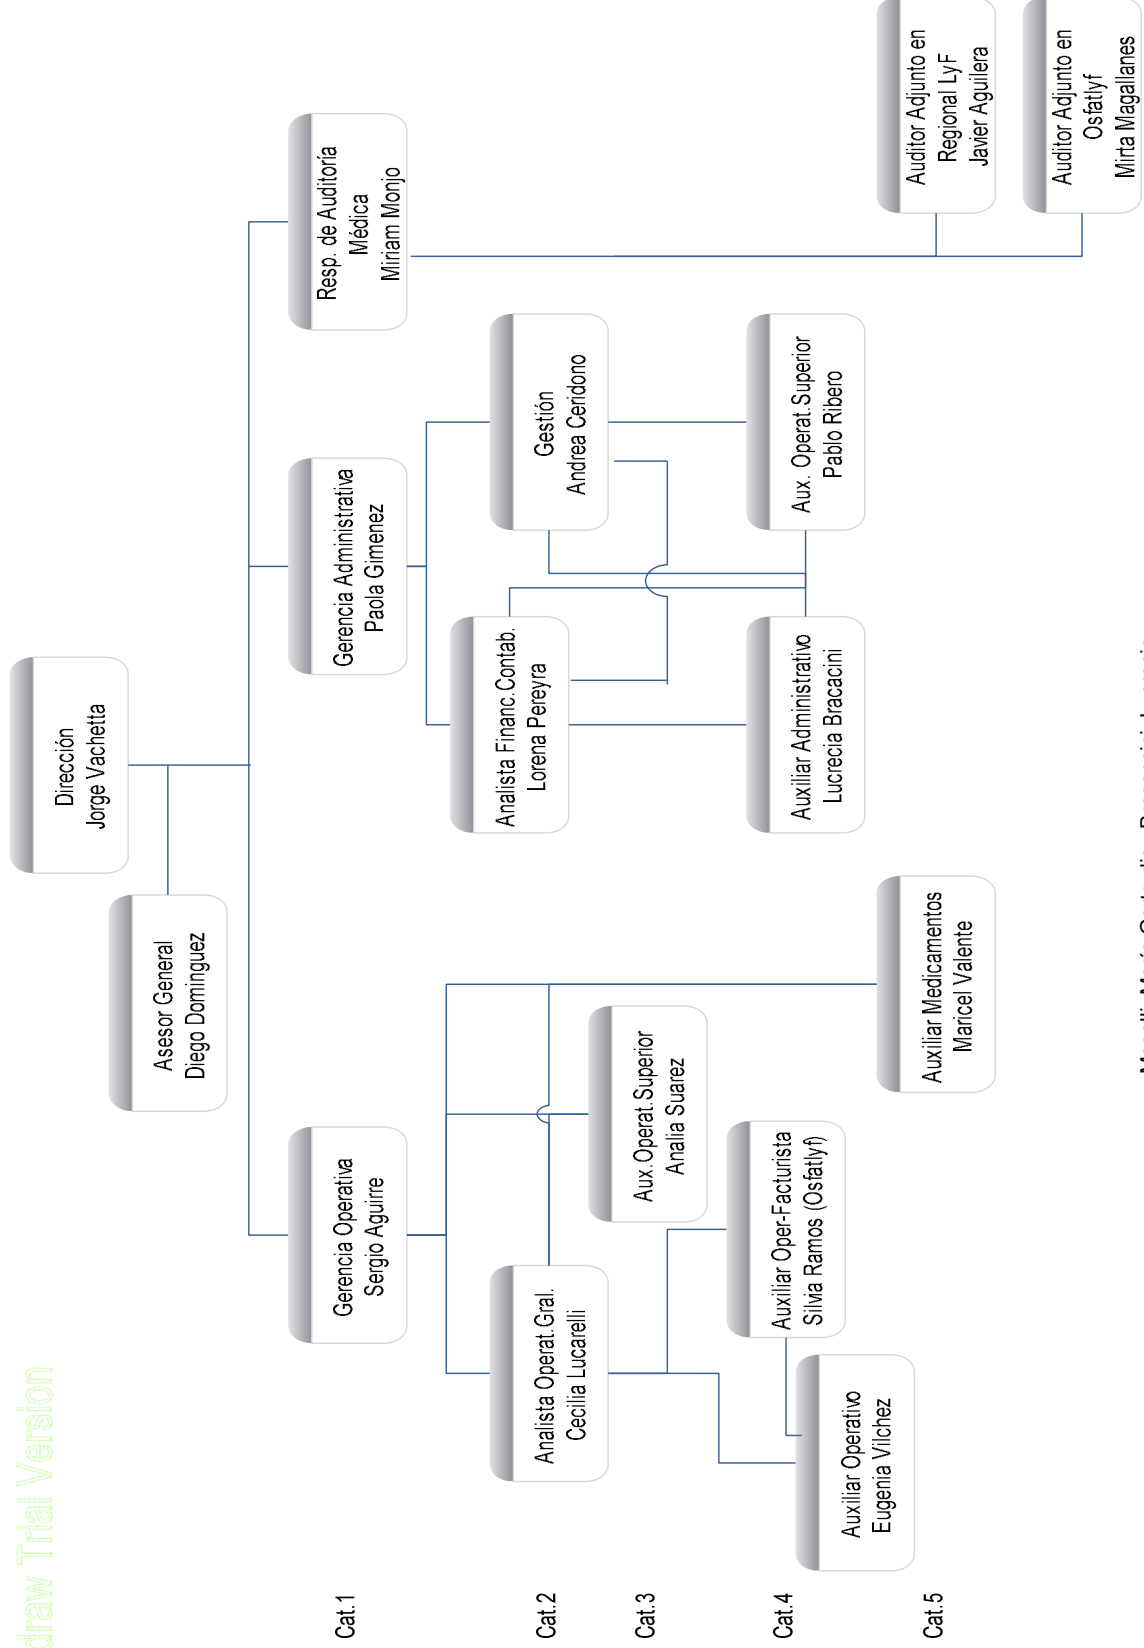 draw Trial Version
Dirección
Jorge Vachetta
Asesor General
Diego Dominguez
Cat.1
Gerencia Operativa
Sergio Aguirre
Gerencia Administrativa
Paola Gimenez
Resp. de Auditoría
Médica
Miriam Monjo
Cat.2
Analista Operat.Gral.
Cecilia Lucarelli
Analista Financ.Contab.
Lorena Pereyra
Gestión
Andrea Ceridono
Cat.3
Aux.Operat.Superior
Analia Suarez
Cat.4
Auxiliar Oper-Facturista
Silvia Ramos (Osfatlyf)
Auxiliar Administrativo
Lucrecia Bracacini
Aux. Operat.Superior
Pablo Ribero
Auxiliar Operativo
Eugenia Vilchez
Cat.5
Auxiliar Medicamentos
Maricel Valente
Auditor Adjunto en
Regional LyF
Javier Aguilera
Auditor Adjunto en
Osfatlyf
Mirta Magallanes